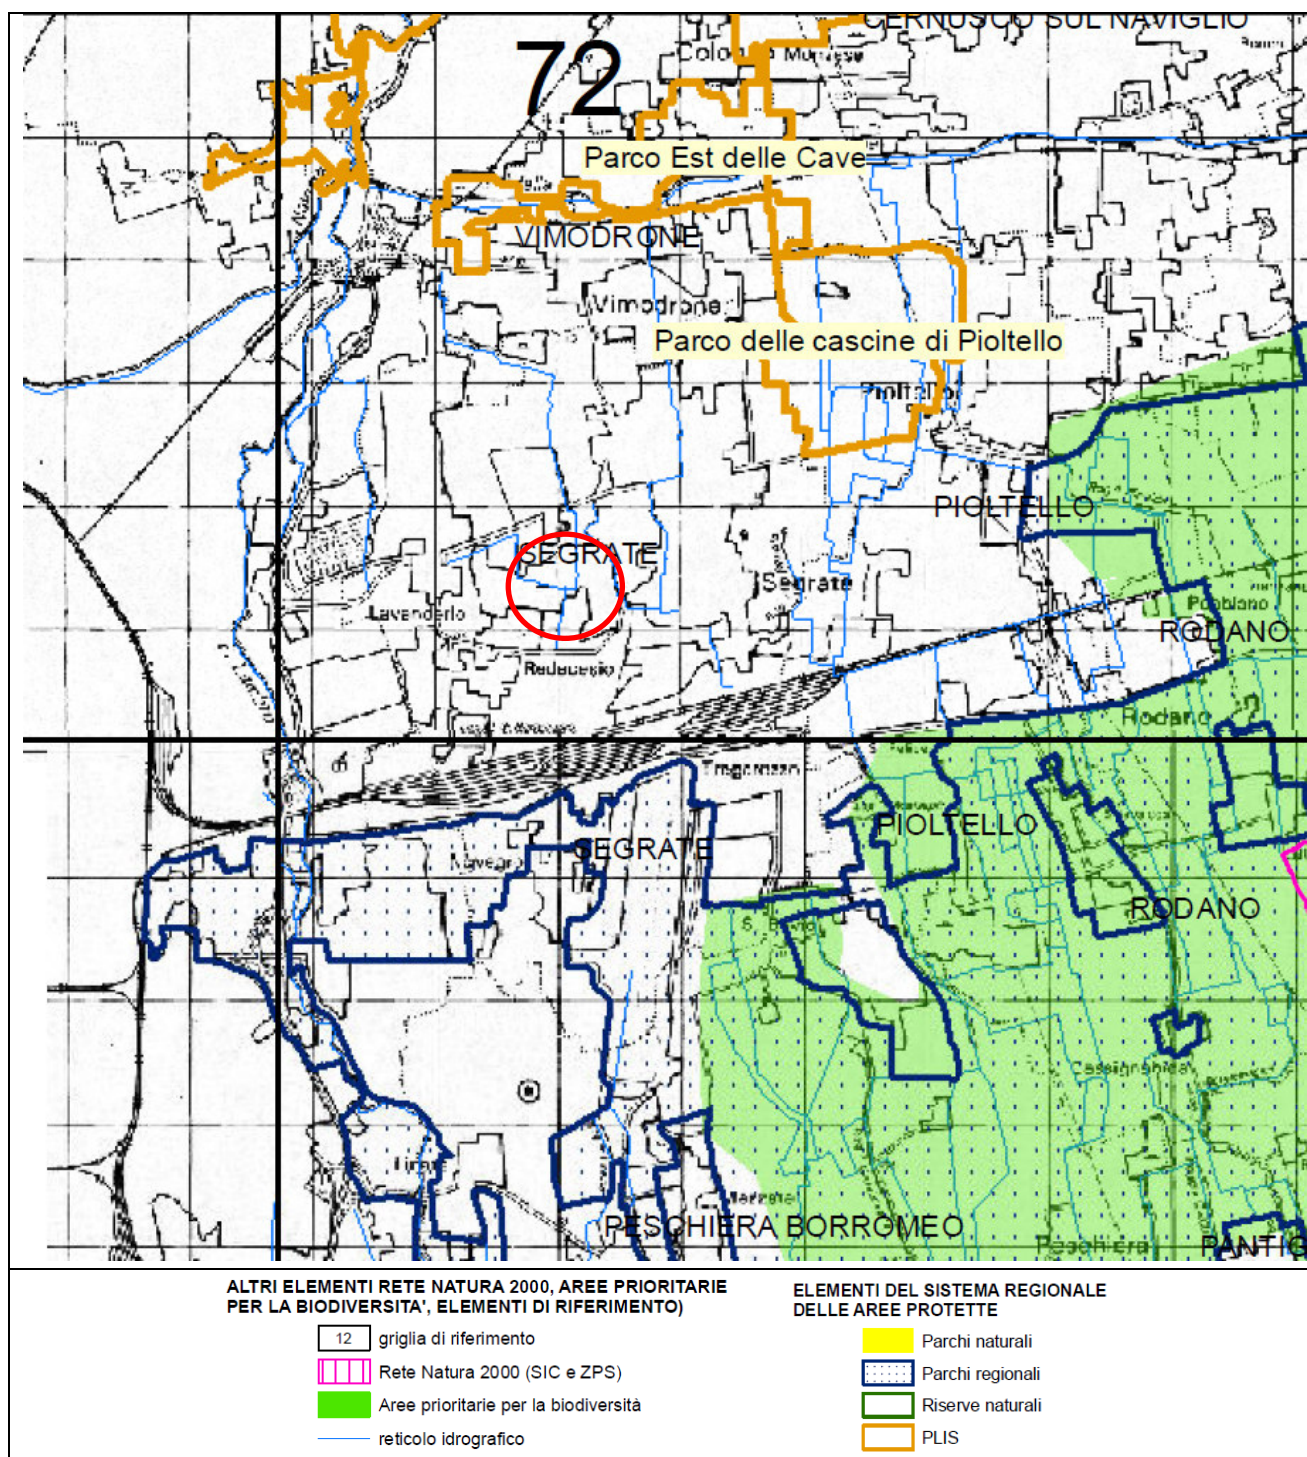 CERNUSCO SUL NAVIGLIO
72
Parco Est delle Cave
VIMODRONE
Vimodrone
Parco delle cascine di Pioltello
Pioltello
PIOLTELLO
SEGRATE
Segrate
Lavanderio
RODANO
Redecesio
Rodano
Tregarezzo
PIOLTELLO
SEGRATE
Novegro
RODANO
S. Bovio
Cassignanica
Linate
PESCHIERA BORROMEO
Peschiera
PANTIG
ALTRI ELEMENTI RETE NATURA 2000, AREE PRIORITARIE
PER LA BIODIVERSITA', ELEMENTI DI RIFERIMENTO)
12 griglia di riferimento
Rete Natura 2000 (SIC e ZPS)
Aree prioritarie per la biodiversità
reticolo idrografico
ELEMENTI DEL SISTEMA REGIONALE
DELLE AREE PROTETTE
Parchi naturali
Parchi regionali
Riserve naturali
PLIS